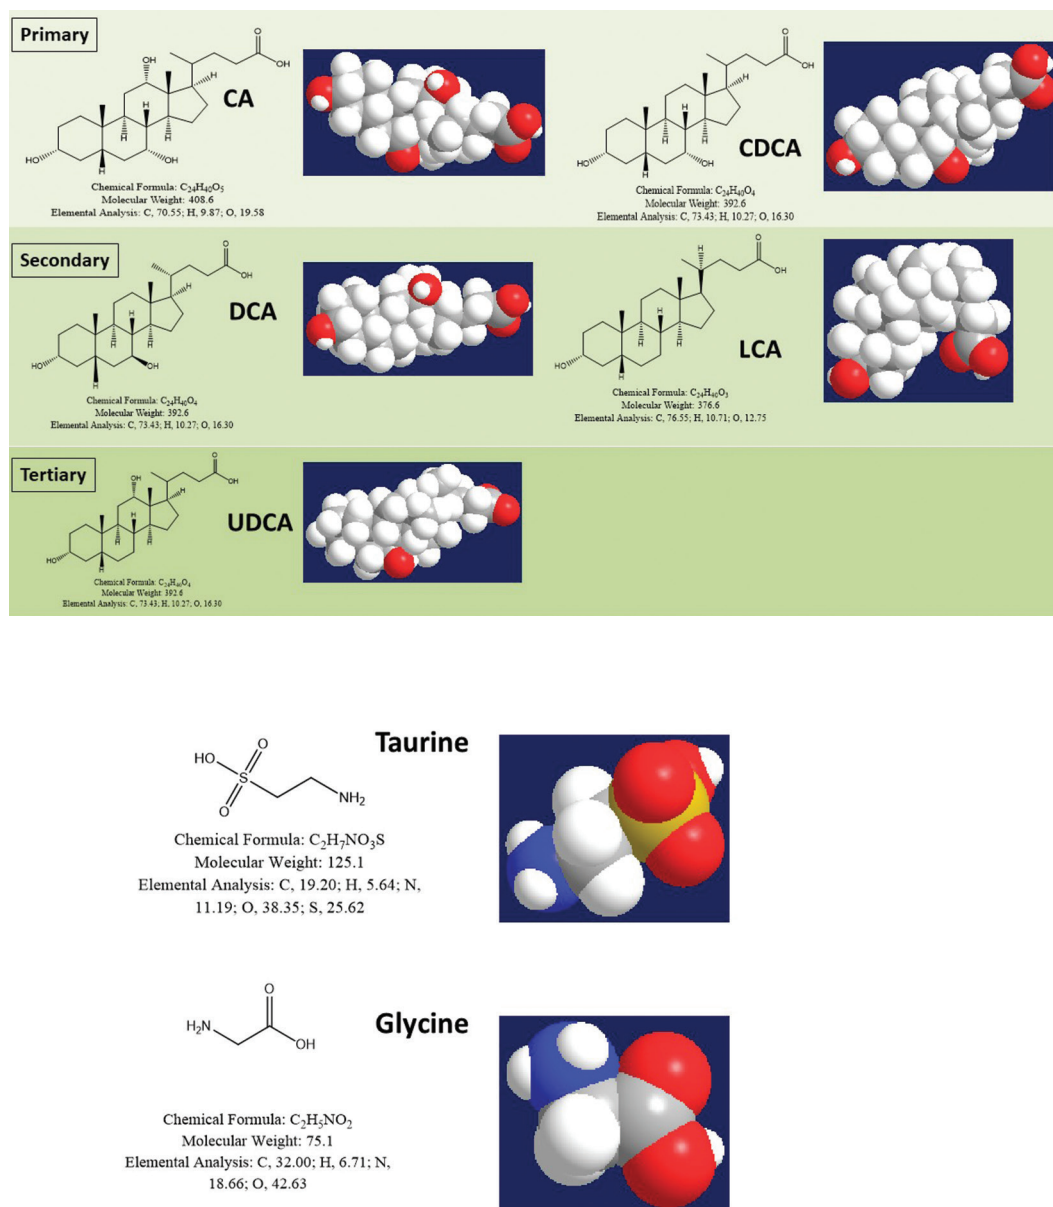 Primary
O
OH
OH
H
H
H
H
HO
OH
H
CA
Chemical Formula: C₂₄H₄₀O₅
Molecular Weight: 408.6
Elemental Analysis: C, 70.55; H, 9.87; O, 19.58
O
OH
H
H
H
H
HO
OH
H
CDCA
Chemical Formula: C₂₄H₄₀O₄
Molecular Weight: 392.6
Elemental Analysis: C, 73.43; H, 10.27; O, 16.30
Secondary
O
OH
H
H
H
H
HO
OH
H
DCA
Chemical Formula: C₂₄H₄₀O₄
Molecular Weight: 392.6
Elemental Analysis: C, 73.43; H, 10.27; O, 16.30
H
O
OH
H
H
H
HO
H
LCA
Chemical Formula: C₂₄H₄₀O₃
Molecular Weight: 376.6
Elemental Analysis: C, 76.55; H, 10.71; O, 12.75
Tertiary
O
OH
OH
H
H
H
H
HO
H
UDCA
Chemical Formula: C₂₄H₄₀O₄
Molecular Weight: 392.6
Elemental Analysis: C, 73.43; H, 10.27; O, 16.30
Taurine
O
HO
S
O
NH₂
Chemical Formula: C₂H₇NO₃S
Molecular Weight: 125.1
Elemental Analysis: C, 19.20; H, 5.64; N,
11.19; O, 38.35; S, 25.62
Glycine
O
H₂N
OH
Chemical Formula: C₂H₅NO₂
Molecular Weight: 75.1
Elemental Analysis: C, 32.00; H, 6.71; N,
18.66; O, 42.63